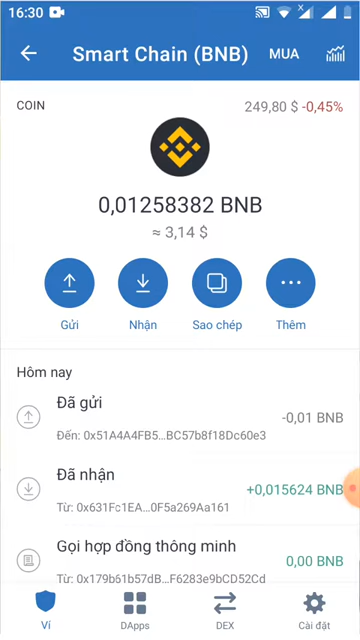 16:30
Smart Chain (BNB) MUA
COIN 249,80 $ -0,45%
0,01258382 BNB
≈ 3,14 $
Gửi Nhận Sao chép Thêm
Hôm nay
Đã gửi -0,01 BNB
Đến: 0x51A4A4FB5...BC57b8f18Dc60e3
Đã nhận +0,015624 BNB
Từ: 0x631Fc1EA...0F5a269Aa161
Gọi hợp đồng thông minh 0,00 BNB
Từ: 0x179b61b57dB...F6283e9bCD52Cd
Ví DApps DEX Cài đặt